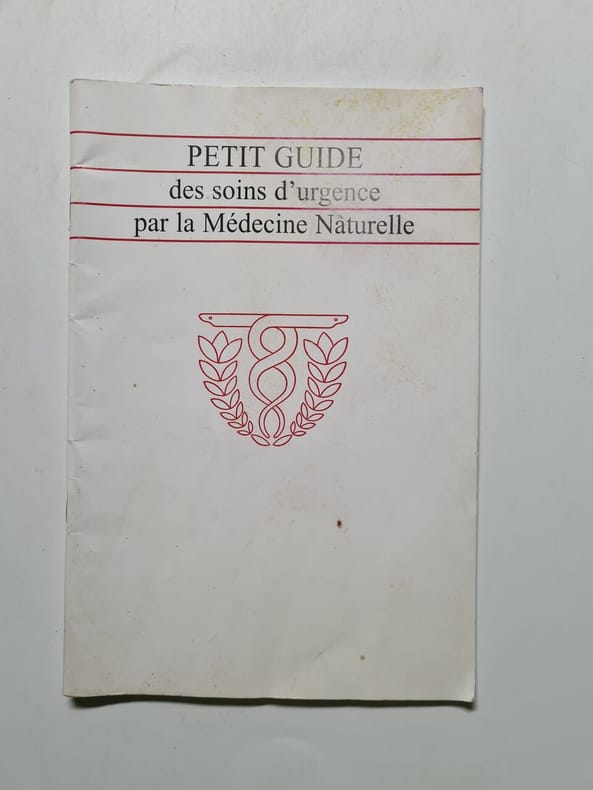 PETIT GUIDE
des soins d'urgence
par la Médecine Naturelle